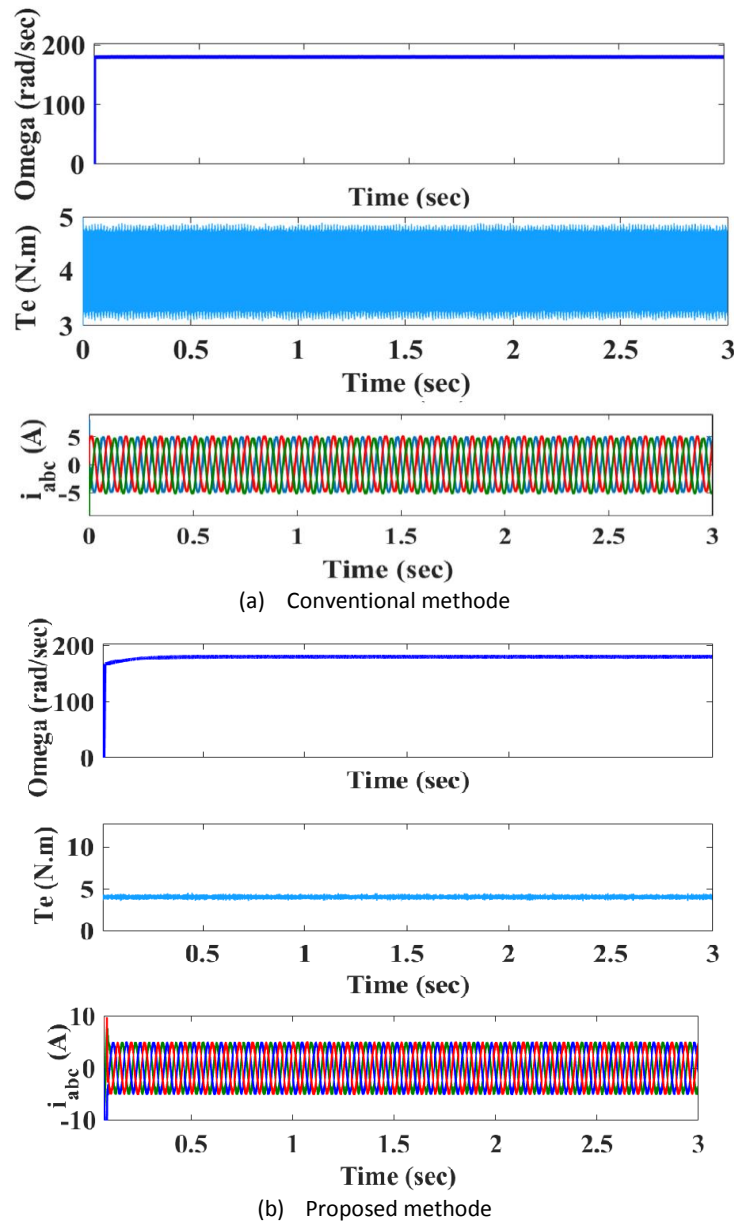 Omega (rad/sec)
200
100
0
Time (sec)
Te (N.m)
5
4
3
0 0.5 1 1.5 2 2.5 3
Time (sec)
i_abc (A)
5
0
-5
0 0.5 1 1.5 2 2.5 3
Time (sec)
(a) Conventional methode
Omega (rad/sec)
200
100
0
Time (sec)
Te (N.m)
10
5
0
0.5 1 1.5 2 2.5 3
Time (sec)
i_abc (A)
10
0
-10
0.5 1 1.5 2 2.5 3
Time (sec)
(b) Proposed methode